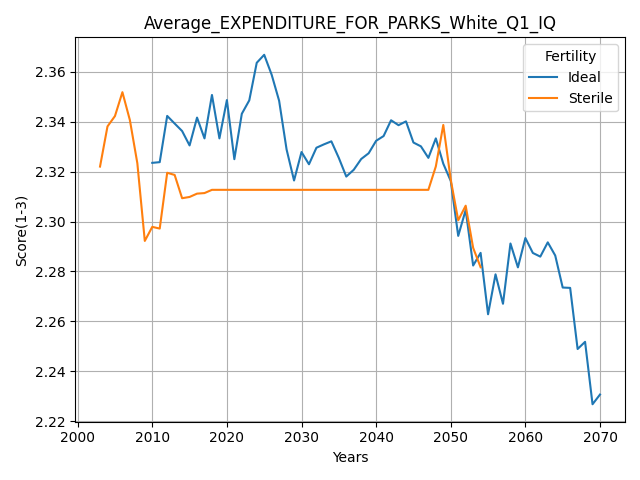 Average_EXPENDITURE_FOR_PARKS_White_Q1_IQ
Fertility
Ideal
Sterile
Score(1-3)
2.36
2.34
2.32
2.30
2.28
2.26
2.24
2.22
2000
2010
2020
2030
2040
2050
2060
2070
Years